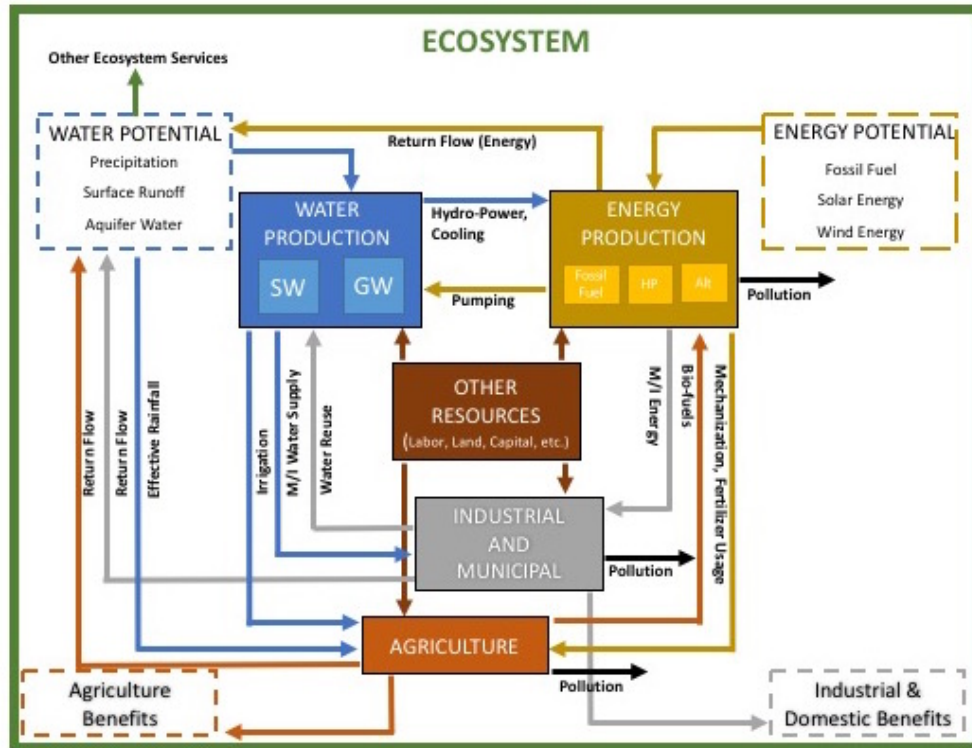 ECOSYSTEM
Other Ecosystem Services
WATER POTENTIAL
Precipitation
Surface Runoff
Aquifer Water
Return Flow (Energy)
ENERGY POTENTIAL
Fossil Fuel
Solar Energy
Wind Energy
WATER
PRODUCTION
SW
GW
Hydro-Power,
Cooling
Pumping
ENERGY
PRODUCTION
Fossil
Fuel
HP
Alt
Pollution
OTHER
RESOURCES
(Labor, Land, Capital, etc.)
Return Flow
Return Flow
Effective Rainfall
Irrigation
M/I Water Supply
Water Reuse
M/I Energy
Bio-fuels
Mechanization, Fertilizer Usage
INDUSTRIAL
AND
MUNICIPAL
Pollution
AGRICULTURE
Pollution
Agriculture
Benefits
Industrial &
Domestic Benefits